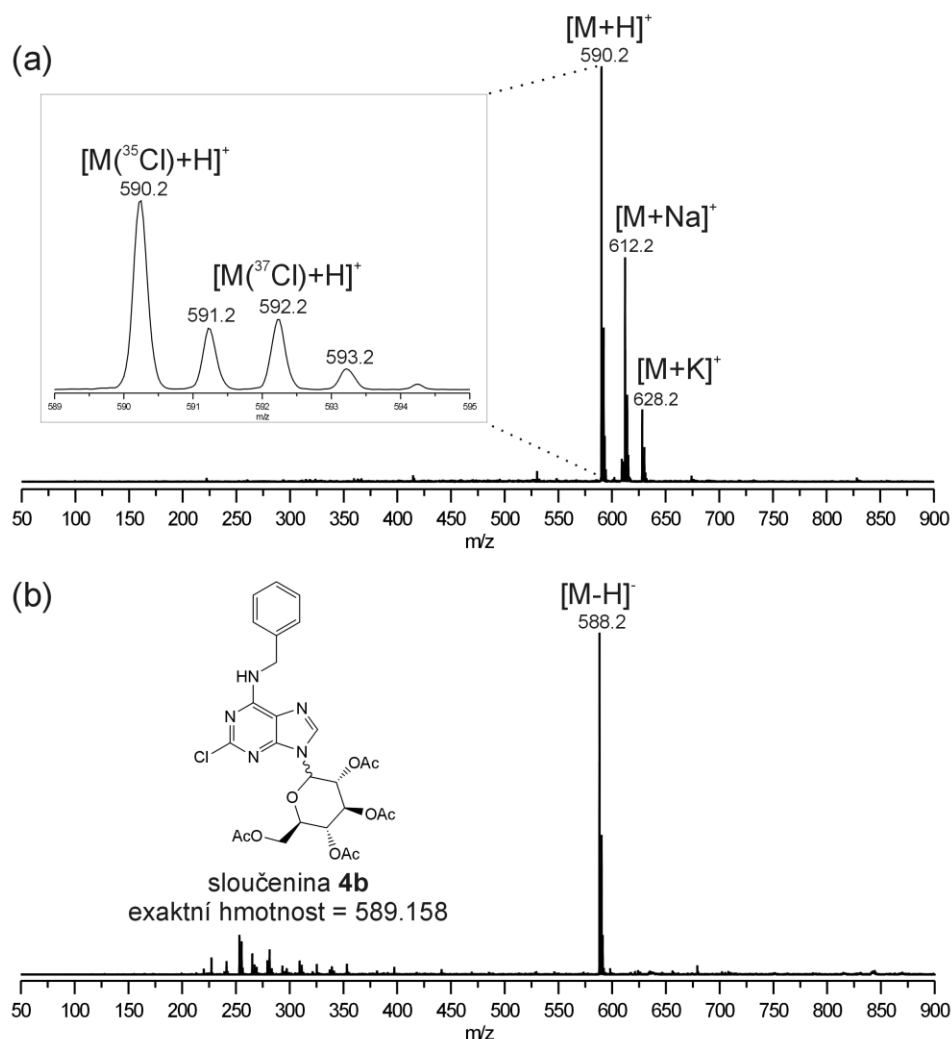 (a)
[M+H]⁺
590.2
[M(³⁵Cl)+H]⁺
590.2
[M(³⁷Cl)+H]⁺
591.2
592.2
593.2
589 590 591 592 593 594 595
m/z
[M+Na]⁺
612.2
[M+K]⁺
628.2
50 100 150 200 250 300 350 400 450 500 550 600 650 700 750 800 850 900
m/z
(b)
[M-H]⁻
588.2
HN
N N
Cl N N
OAc
O
OAc
AcO
OAc
sloučenina 4b
exaktní hmotnost = 589.158
50 100 150 200 250 300 350 400 450 500 550 600 650 700 750 800 850 900
m/z